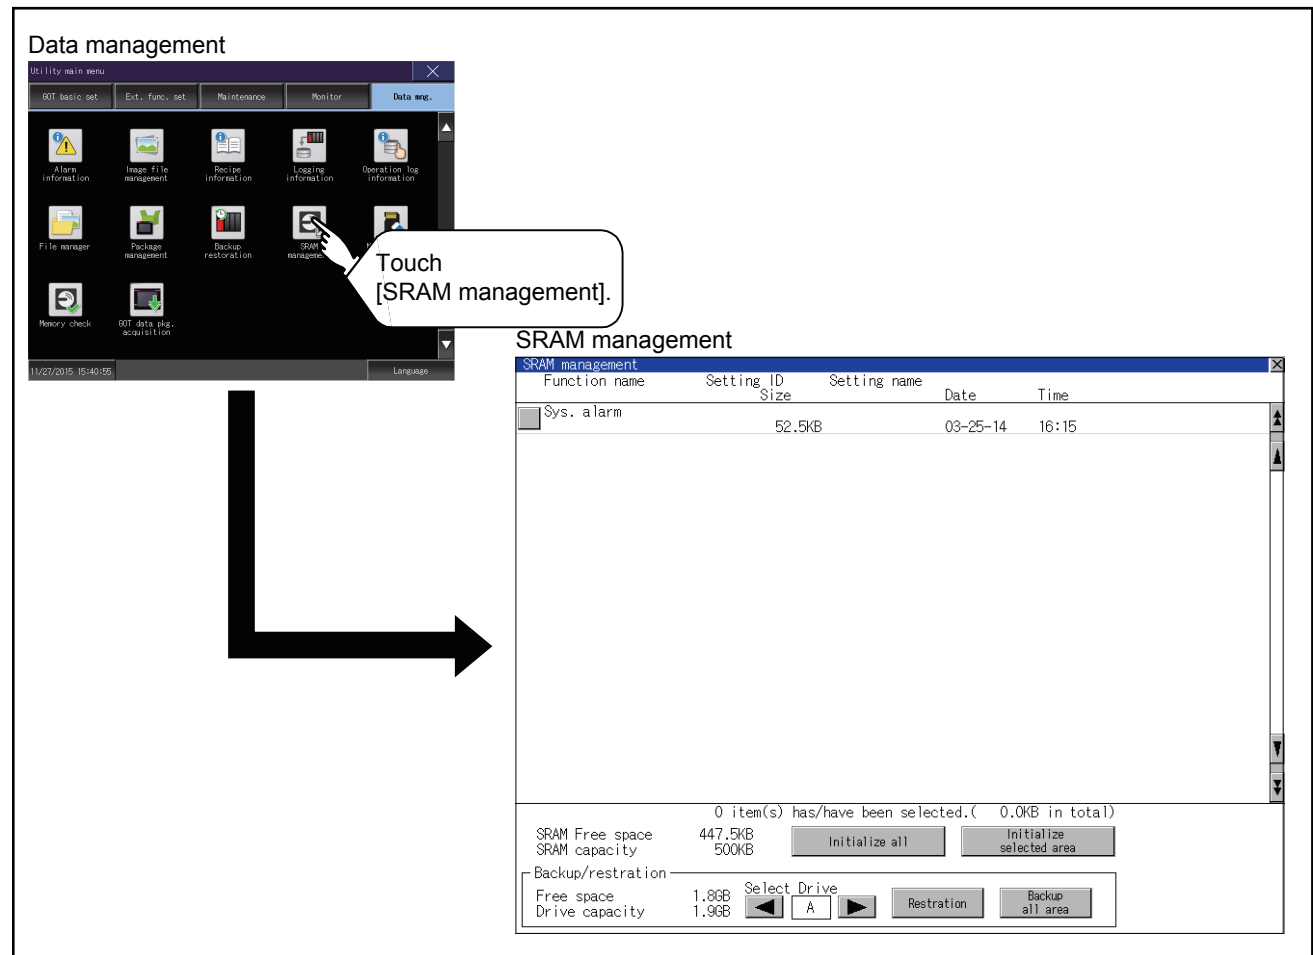 Data management
Utility main menu
GOT basic set Ext. func. set Maintenance Monitor Data mng.
Alarm information
Image file management
Recipe information
Logging information
Operation log information
File manager
Package management
Backup restoration
SRAM management
Memory check
GOT data pkg. acquisition
11/27/2015 15:40:55 Language
Touch
[SRAM management].
SRAM management
SRAM management
Function name Setting ID Setting name
Size Date Time
Sys. alarm
52.5KB 03-25-14 16:15
0 item(s) has/have been selected.( 0.0KB in total)
SRAM Free space 447.5KB
SRAM capacity 500KB
Initialize all
Initialize
selected area
Backup/restration
Free space 1.8GB
Drive capacity 1.9GB
Select Drive
A
Restration
Backup
all area